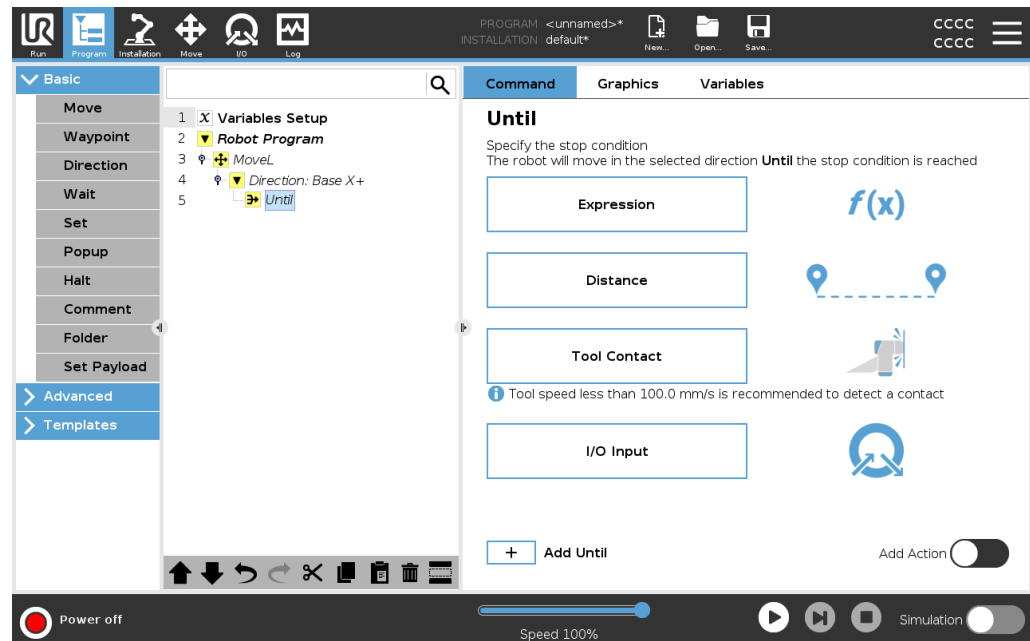 UR
PROGRAM <unnamed>*
INSTALLATION default*
cccc
cccc
Run Program Installation Move I/O Log
New... Open... Save...
Basic
Move
Waypoint
Direction
Wait
Set
Popup
Halt
Comment
Folder
Set Payload
Advanced
Templates
1 X Variables Setup
2 Robot Program
3 MoveL
4 Direction: Base X+
5 Until
Command Graphics Variables
Until
Specify the stop condition
The robot will move in the selected direction Until the stop condition is reached
Expression
f(x)
Distance
Tool Contact
Tool speed less than 100.0 mm/s is recommended to detect a contact
I/O Input
+ Add Until
Add Action
Power off
Speed 100%
Simulation